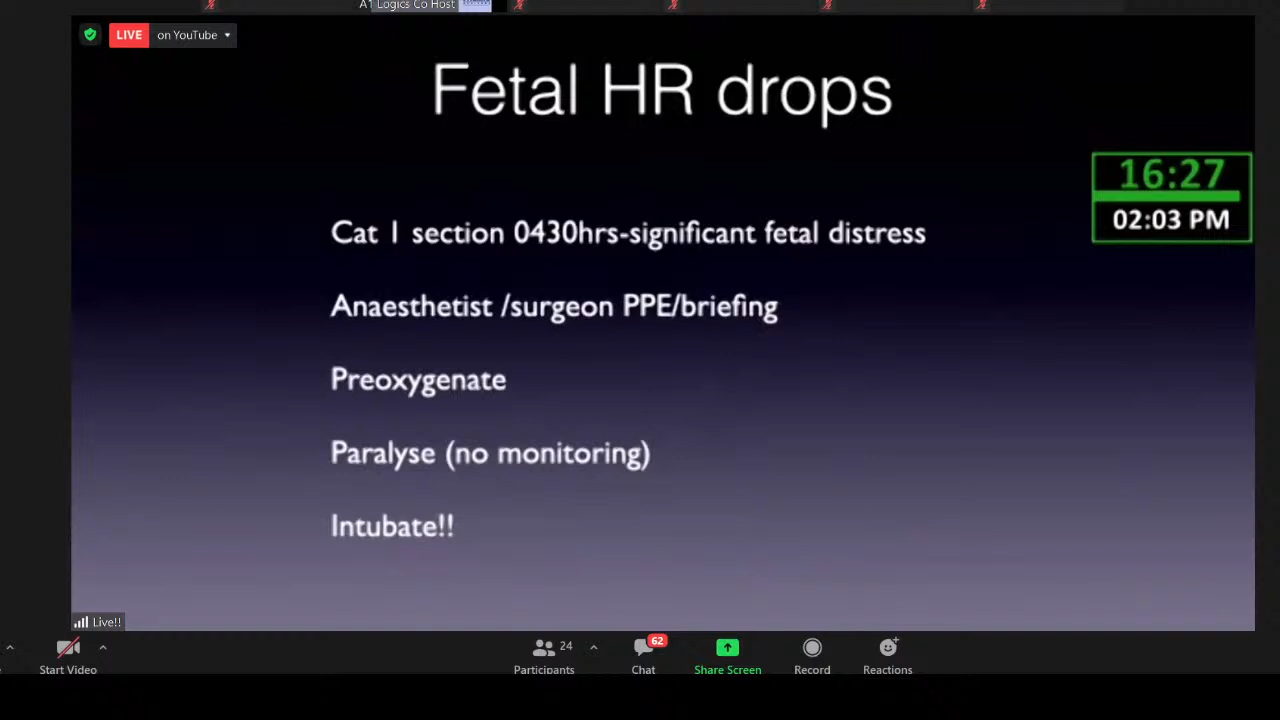 Logics Co Host
LIVE on YouTube
Fetal HR drops
16:27
02:03 PM
Cat 1 section 0430hrs-significant fetal distress
Anaesthetist /surgeon PPE/briefing
Preoxygenate
Paralyse (no monitoring)
Intubate!!
Live!!
62
24
Start Video
Participants
Chat
Share Screen
Record
Reactions